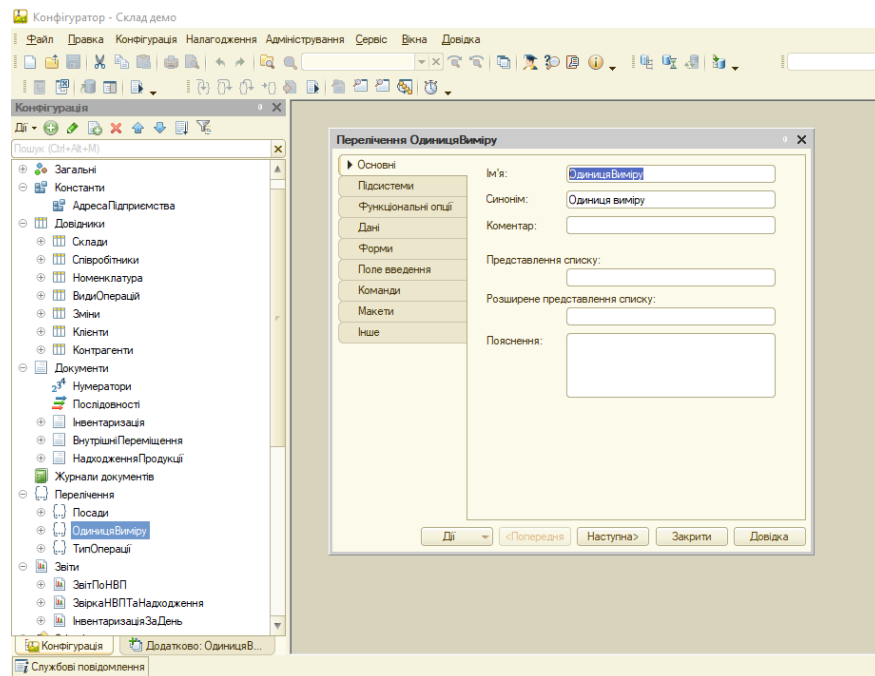 Конфігуратор - Склад демо
Файл Правка Конфігурація Налагодження Адміністрування Сервіс Вікна Довідка
Конфігурація
Дії
Пошук (Ctrl+Alt+M)
Загальні
Константи
АдресаПідприємства
Довідники
Склади
Співробітники
Номенклатура
ВидиОперацій
Зміни
Клієнти
Контрагенти
Документи
Нумератори
Послідовності
Інвентаризація
ВнутрішніПереміщення
НадходженняПродукції
Журнали документів
Перелічення
Посади
ОдиницяВиміру
ТипОперації
Звіти
ЗвітПоНВП
ЗвіркаНВПТаНадходження
ІнвентаризаціяЗаДень
Конфігурація Додатково: ОдиницяВ...
Службові повідомлення
Перелічення ОдиницяВиміру
Основні
Підсистеми
Функціональні опції
Дані
Форми
Поле введення
Команди
Макети
Інше
Ім'я: ОдиницяВиміру
Синонім: Одиниця виміру
Коментар:
Представлення списку:
Розширене представлення списку:
Пояснення:
Дії <Попередня Наступна> Закрити Довідка